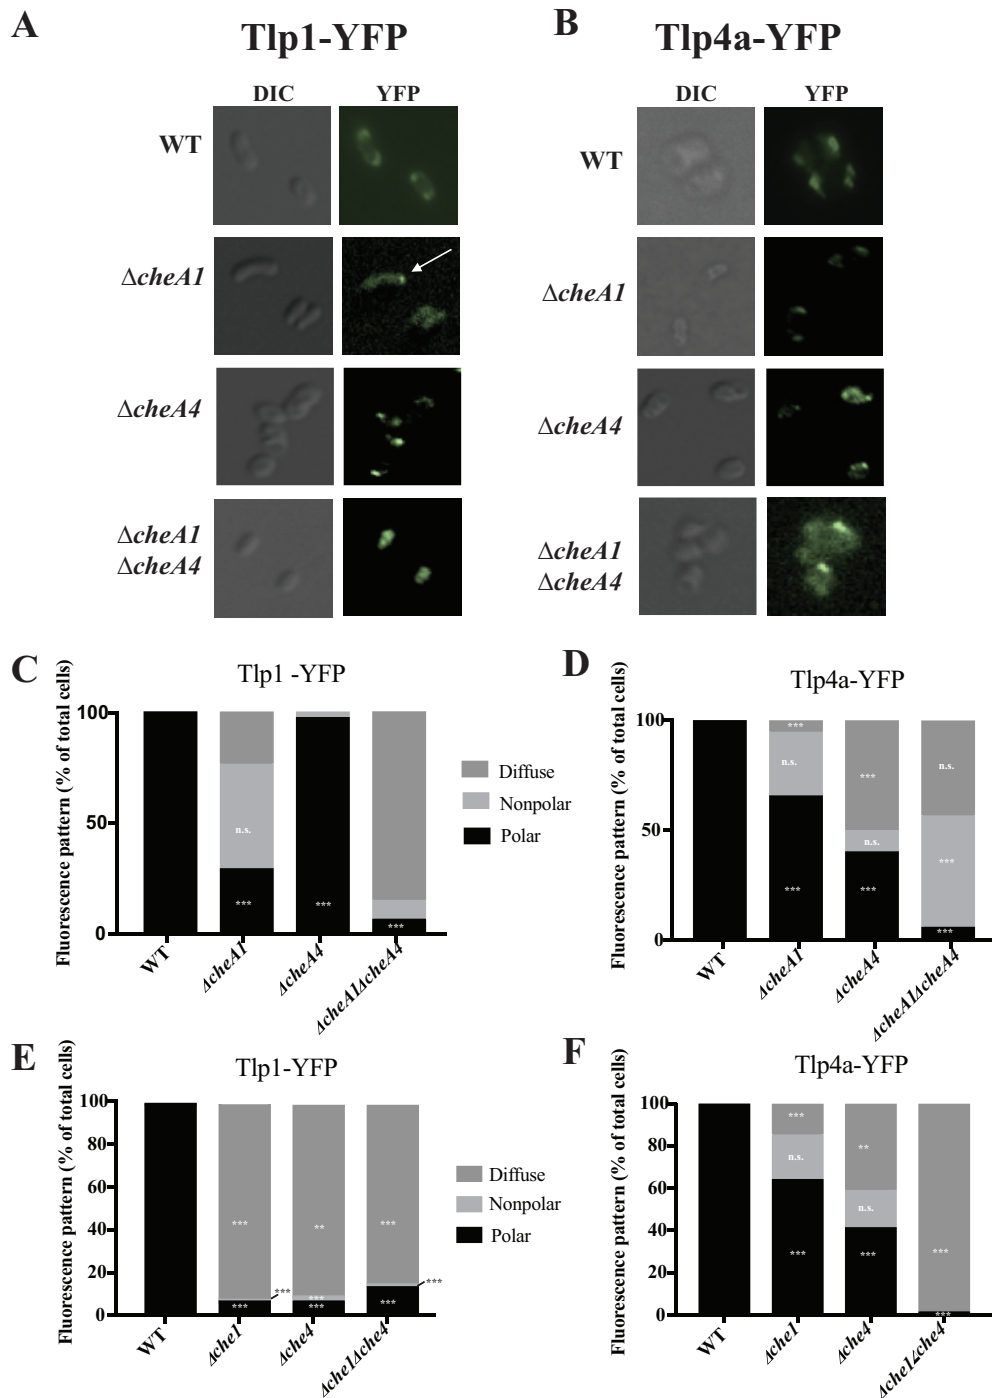 A
Tlp1-YFP
DIC YFP
WT
ΔcheA1
ΔcheA4
ΔcheA1
ΔcheA4
B
Tlp4a-YFP
DIC YFP
WT
ΔcheA1
ΔcheA4
ΔcheA1
ΔcheA4
C
Tlp1 -YFP
Fluorescence pattern (% of total cells)
100
50
0
n.s.
***
***
***
WT
ΔcheA1
ΔcheA4
ΔcheA1ΔcheA4
Diffuse
Nonpolar
Polar
D
Tlp4a-YFP
Fluorescence pattern (% of total cells)
100
50
0
***
n.s.
***
***
n.s.
***
n.s.
***
***
WT
ΔcheA1
ΔcheA4
ΔcheA1ΔcheA4
E
Tlp1-YFP
Fluorescence pattern (% of total cells)
100
80
60
40
20
0
***
***
***
**
***
***
***
***
***
WT
Δche1
Δche4
Δche1Δche4
Diffuse
Nonpolar
Polar
F
Tlp4a-YFP
Fluorescence pattern (% of total cells)
100
80
60
40
20
0
***
n.s.
***
**
n.s.
***
***
***
WT
Δche1
Δche4
Δche1Δche4